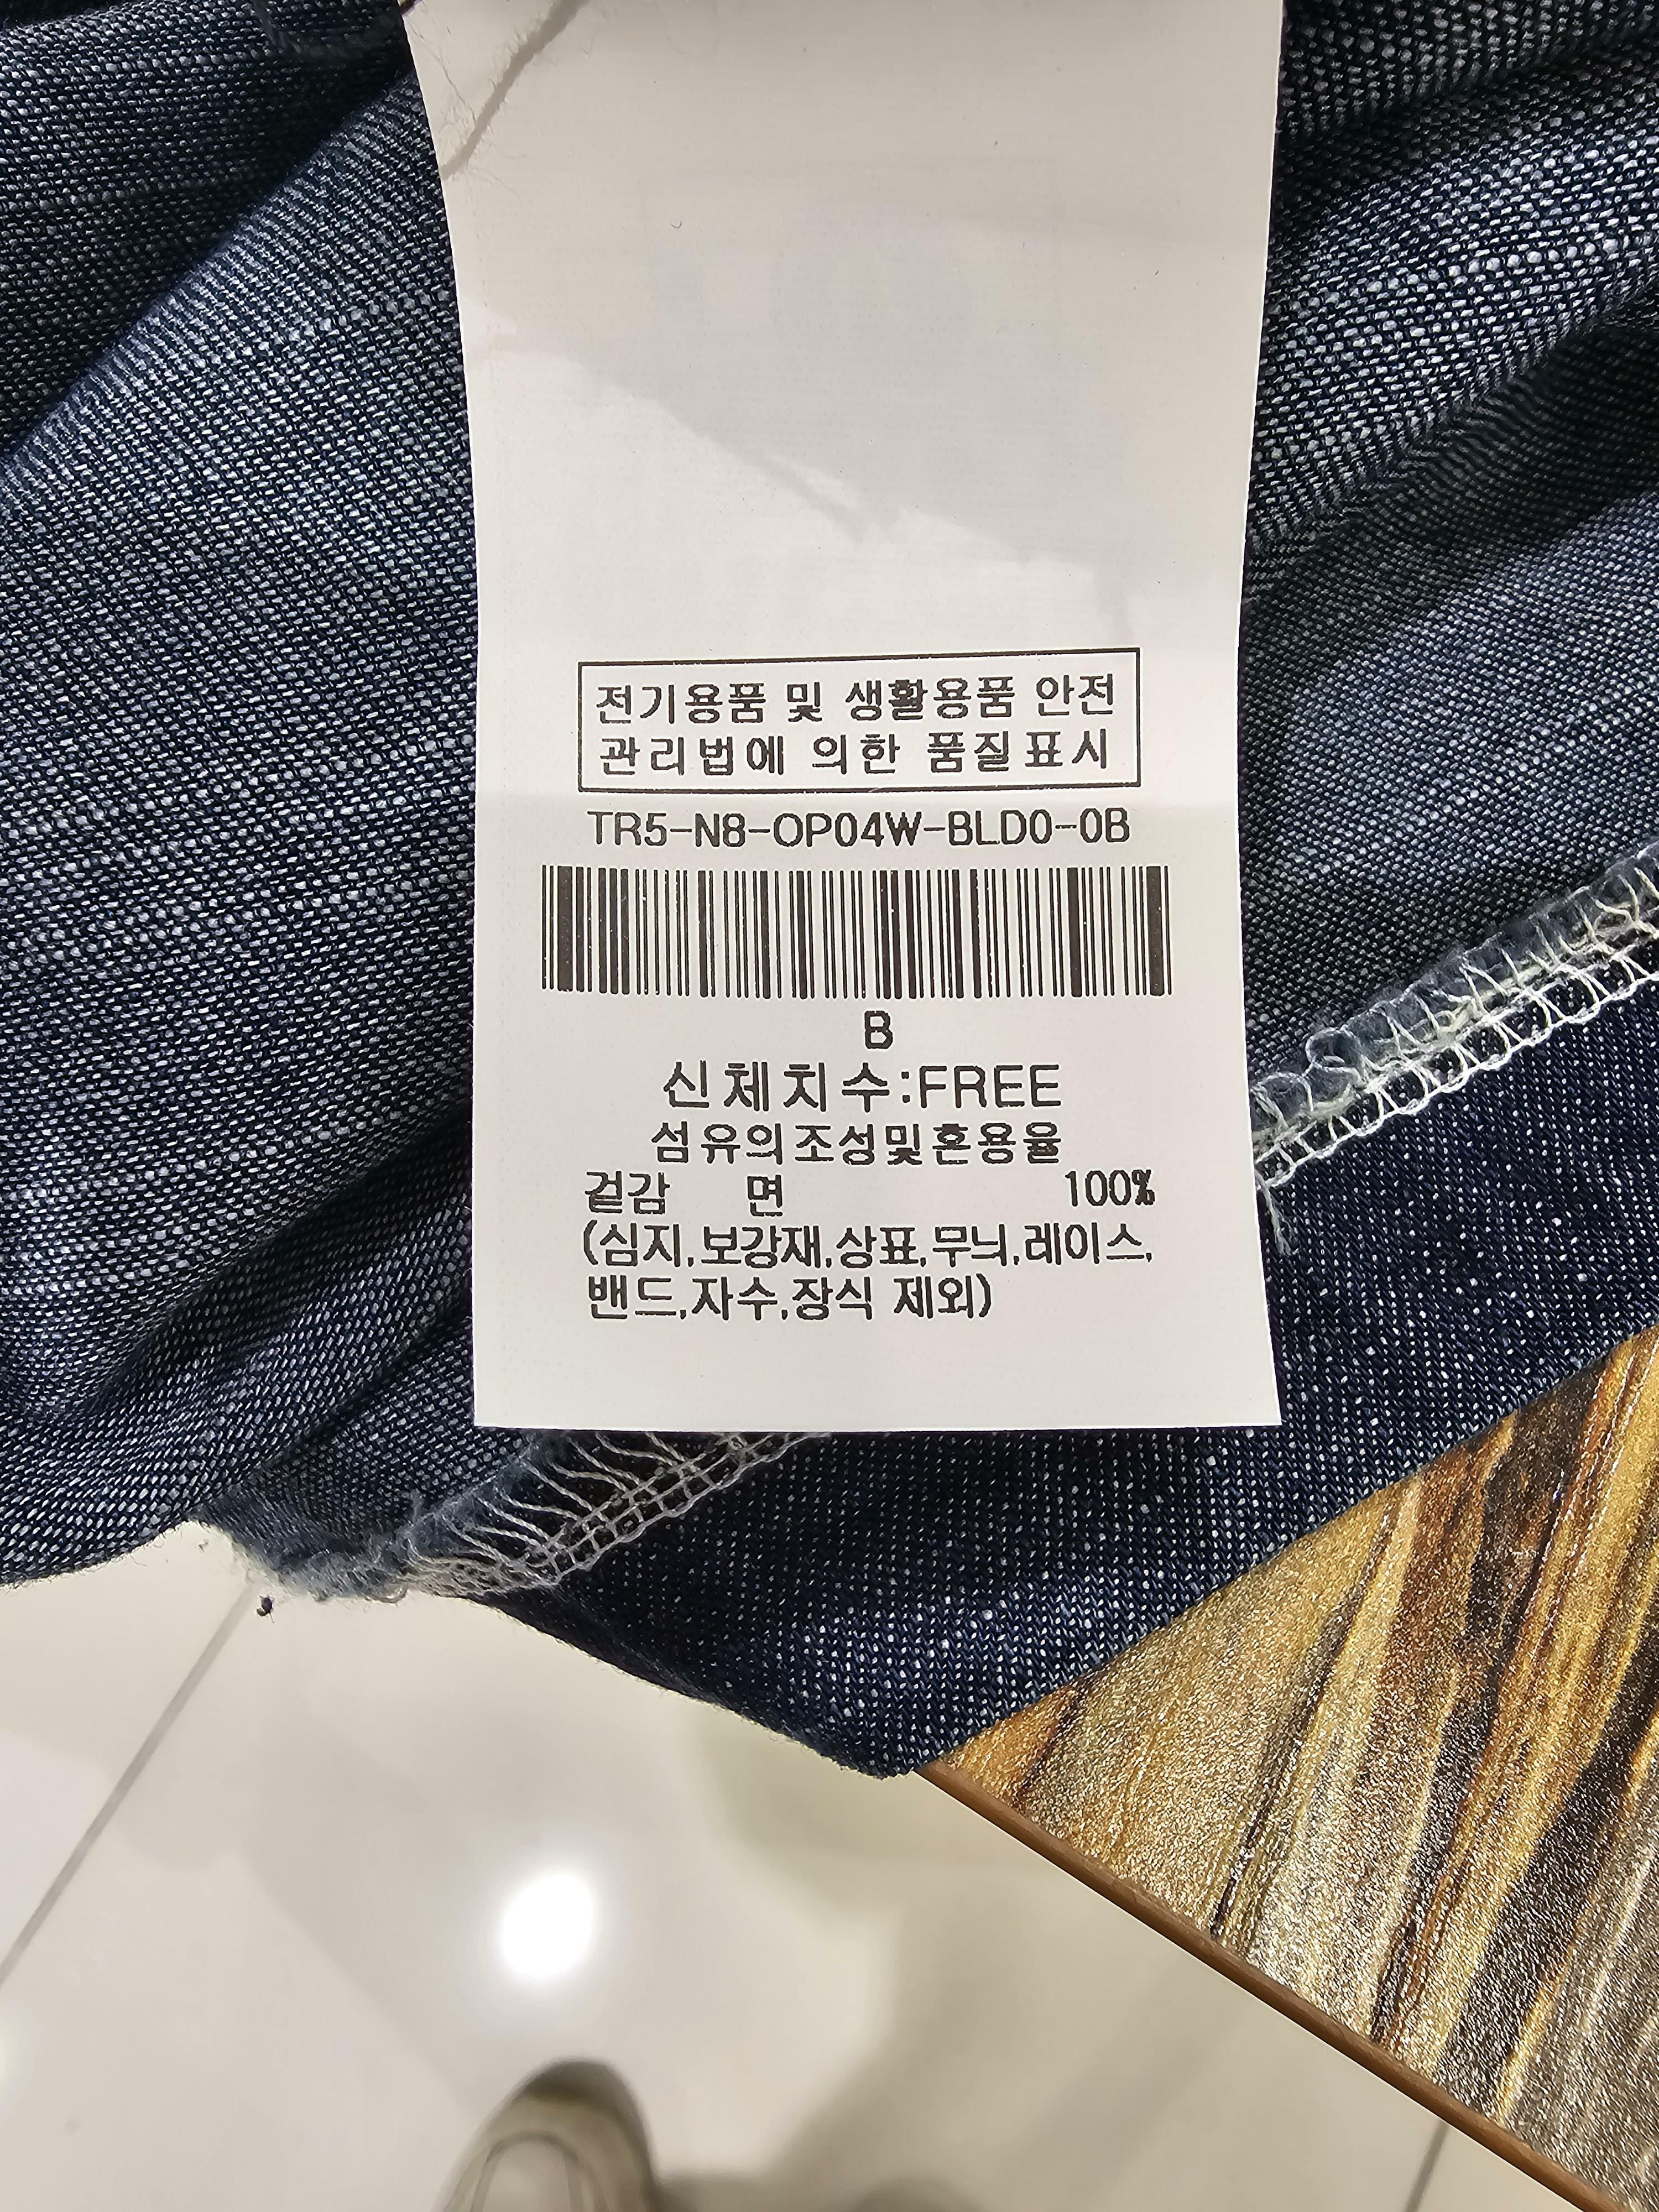 전기용품 및 생활용품 안전
관리법에 의한 품질표시
TR5-N8-OP04W-BLD0-0B
B
신체치수:FREE
섬유의조성및혼용율
겉감 면 100%
(심지,보강재,상표,무늬,레이스,
밴드,자수,장식 제외)